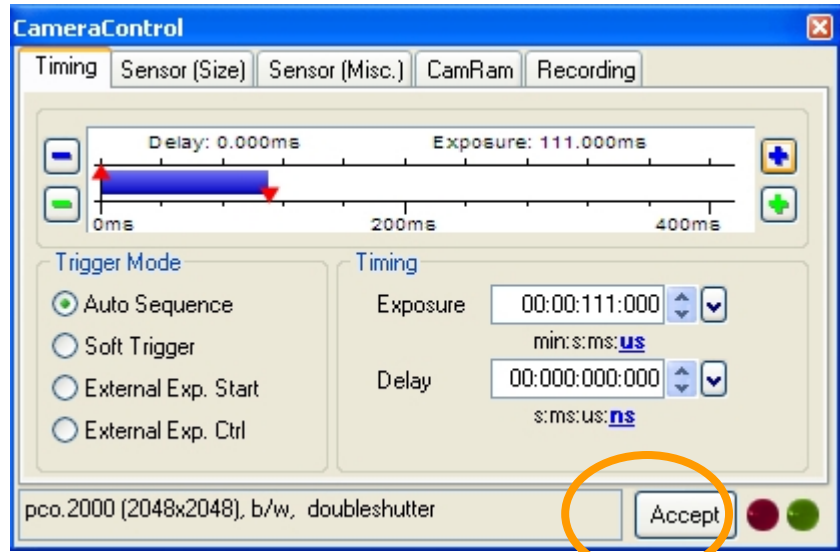 CameraControl
Timing Sensor (Size) Sensor (Misc.) CamRam Recording
Delay: 0.000ms Exposure: 111.000ms
0ms 200ms 400ms
Trigger Mode
Auto Sequence
Soft Trigger
External Exp. Start
External Exp. Ctrl
Timing
Exposure 00:00:111:000
min:s:ms:us
Delay 00:000:000:000
s:ms:us:ns
pco.2000 (2048x2048), b/w, doubleshutter
Accept